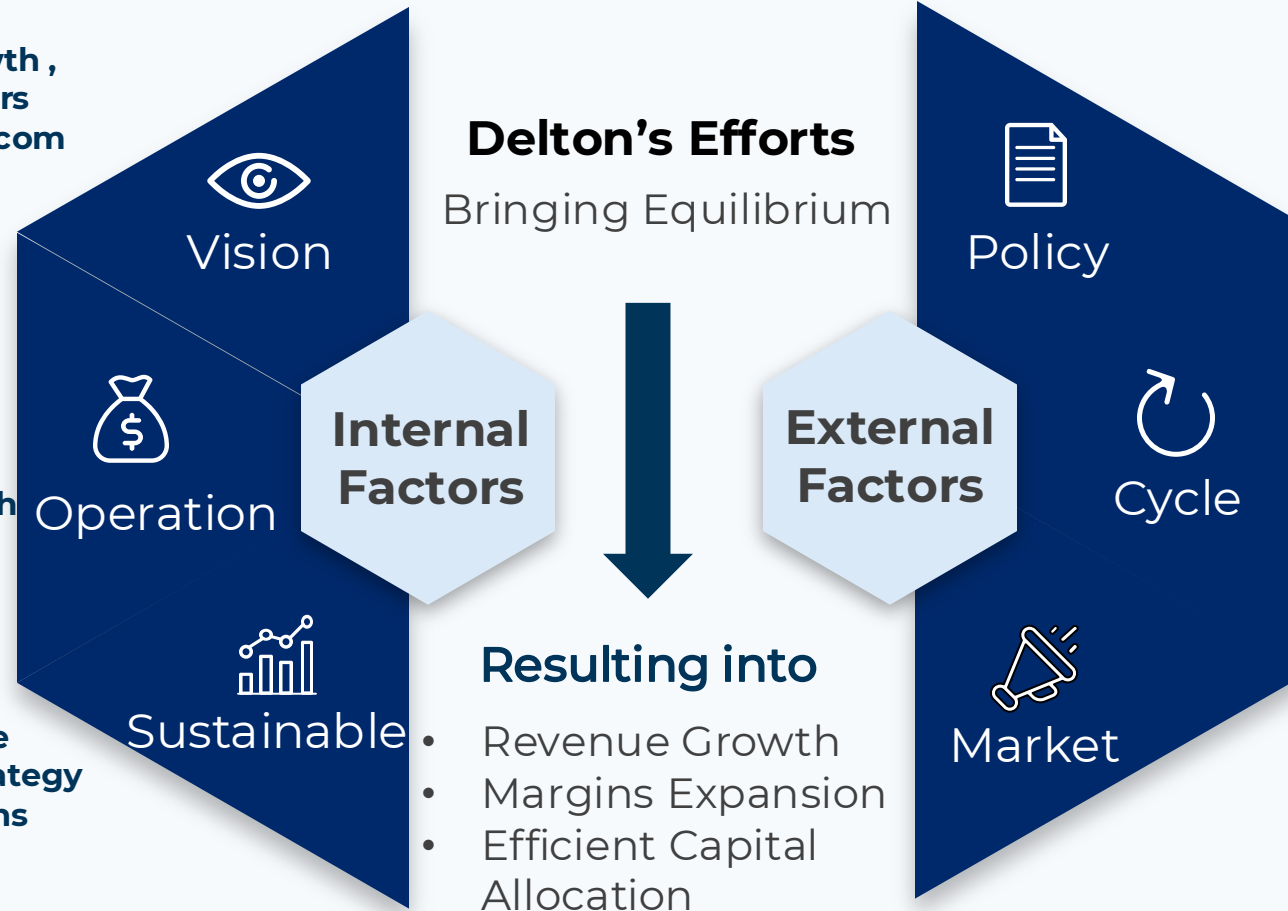 Delton’s Efforts
Bringing Equilibrium
Vision
Operation
Sustainable
Internal
Factors
External
Factors
Policy
Cycle
Market
Resulting into
• Revenue Growth
• Margins Expansion
• Efficient Capital
Allocation